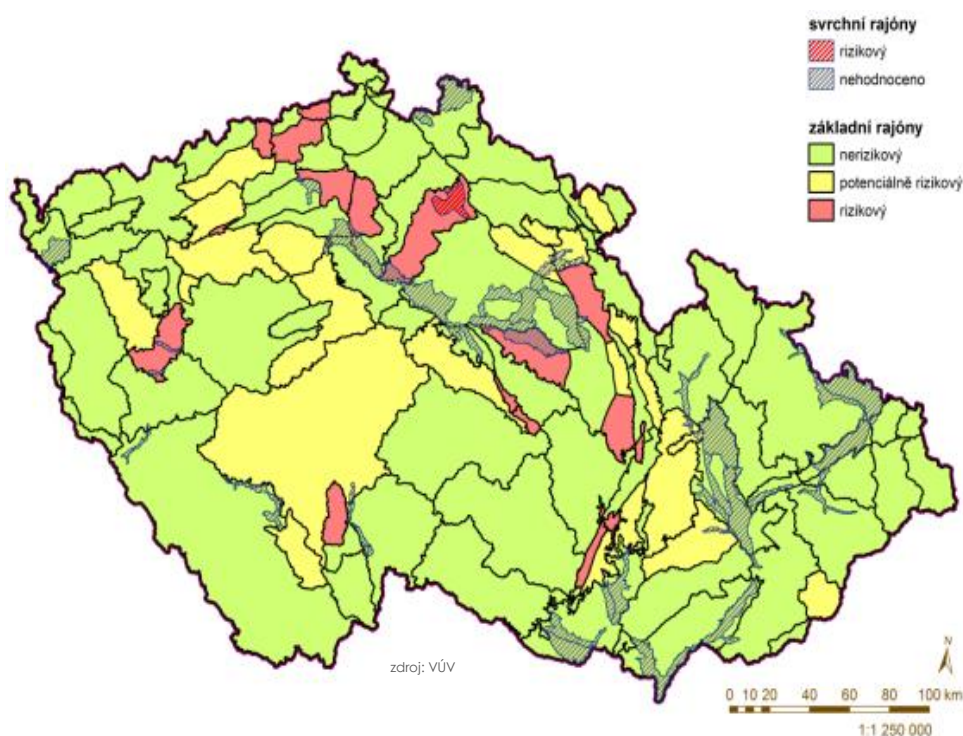 svrchní rajóny
rizikový
nehodnoceno
základní rajóny
nerizikový
potenciálně rizikový
rizikový
zdroj: VÚV
N
0 10 20 40 60 80 100 km
1:1 250 000